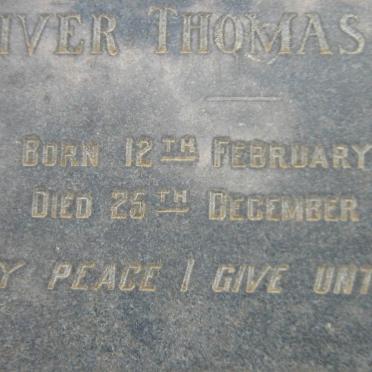 IVER THOMAS
BORN 12TH FEBRUARY
DIED 25TH DECEMBER
Y PEACE I GIVE UNT